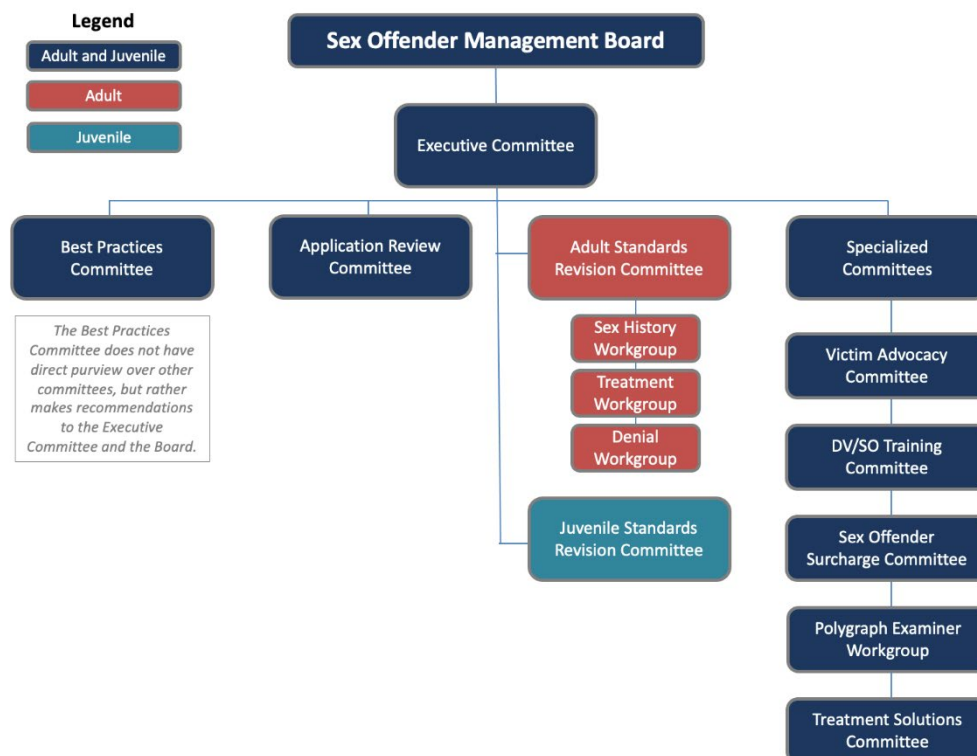 Legend
Adult and Juvenile
Adult
Juvenile
Sex Offender Management Board
Executive Committee
Best Practices
Committee
Application Review
Committee
Adult Standards
Revision Committee
Specialized
Committees
The Best Practices
Committee does not have
direct purview over other
committees, but rather
makes recommendations
to the Executive
Committee and the Board.
Sex History
Workgroup
Treatment
Workgroup
Denial
Workgroup
Juvenile Standards
Revision Committee
Victim Advocacy
Committee
DV/SO Training
Committee
Sex Offender
Surcharge Committee
Polygraph Examiner
Workgroup
Treatment Solutions
Committee